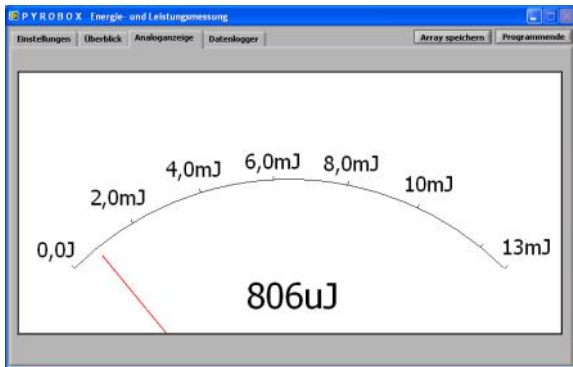 PYROBOX Energie- und Leistungsmessung
Einstellungen Überblick Analoganzeige Datenlogger Array speichern Programmende
0,0J 2,0mJ 4,0mJ 6,0mJ 8,0mJ 10mJ 13mJ
806uJ